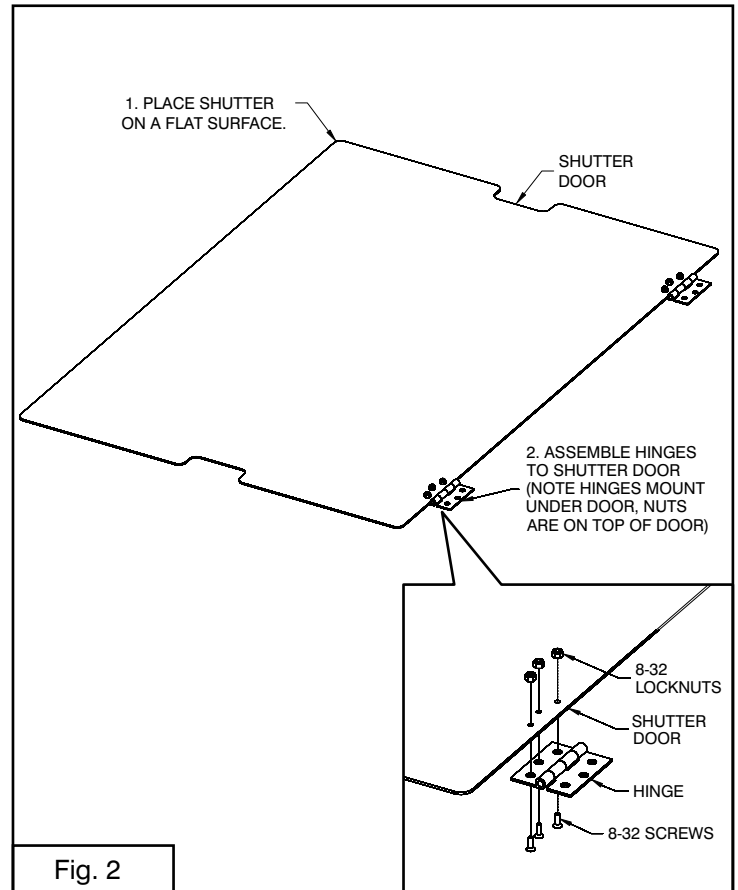 1. PLACE SHUTTER
ON A FLAT SURFACE.
SHUTTER
DOOR
2. ASSEMBLE HINGES
TO SHUTTER DOOR
(NOTE HINGES MOUNT
UNDER DOOR, NUTS
ARE ON TOP OF DOOR)
8-32
LOCKNUTS
SHUTTER
DOOR
HINGE
8-32 SCREWS
Fig. 2